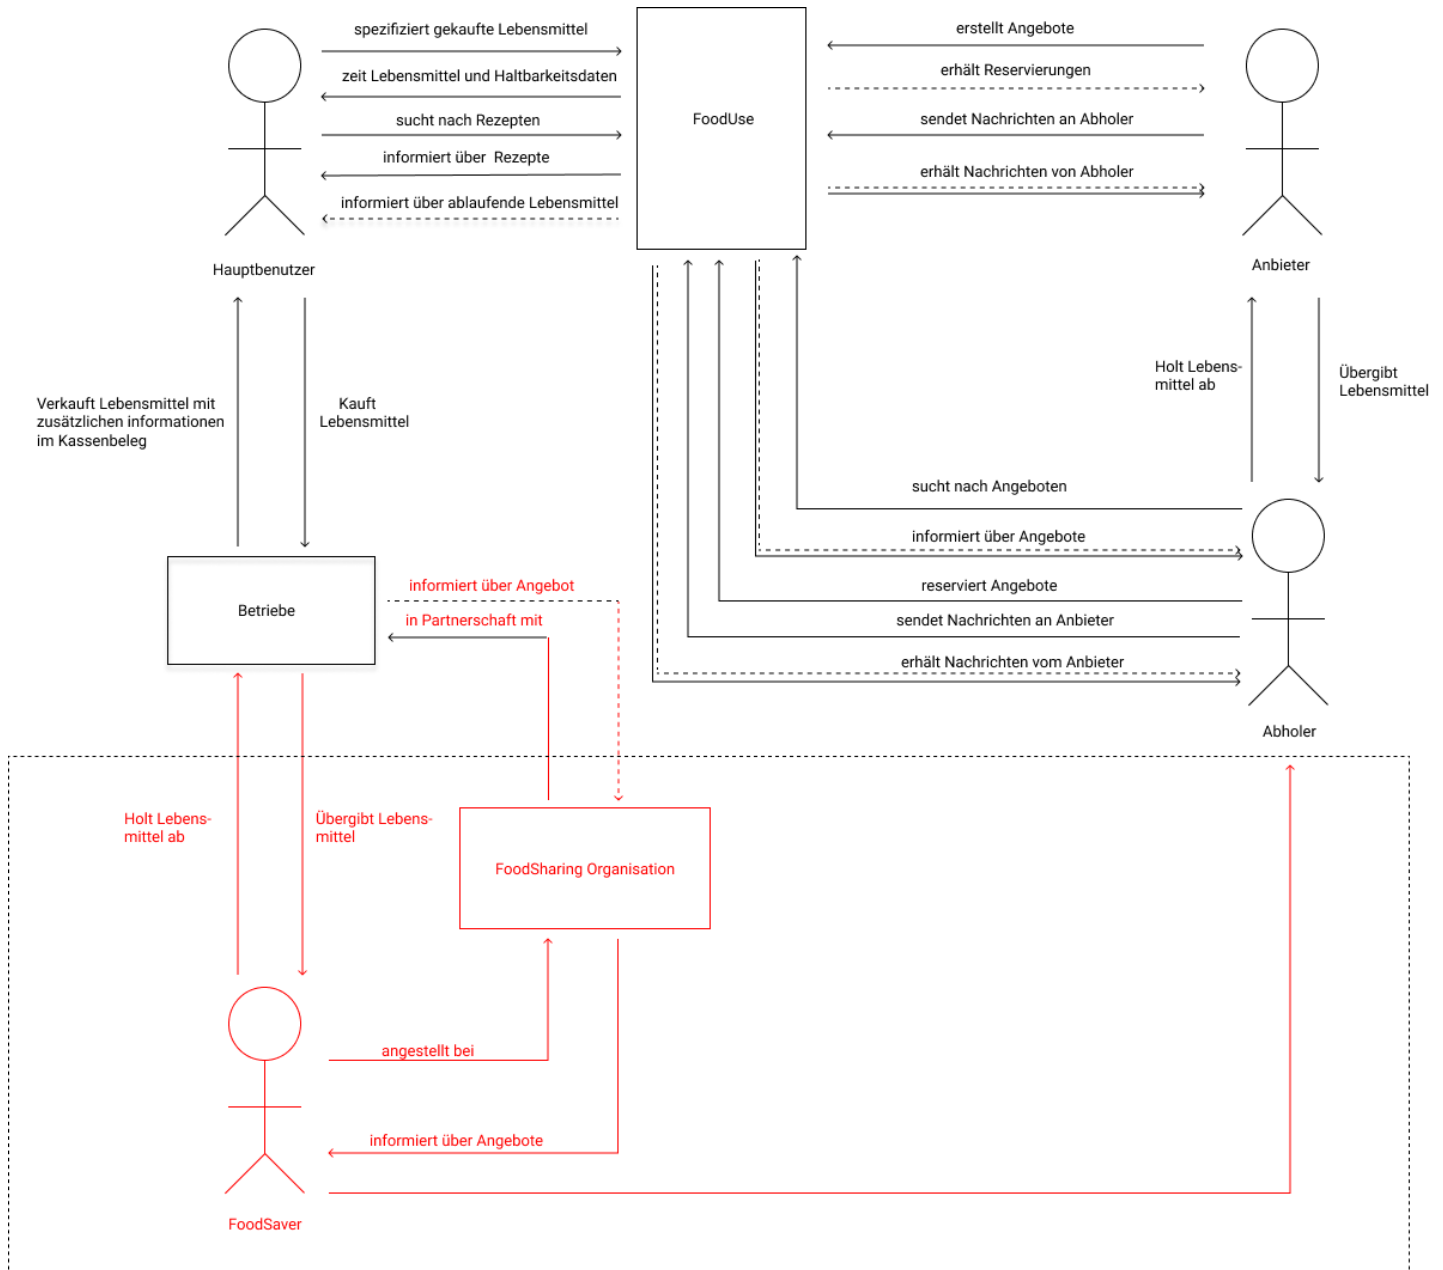 spezifiziert gekaufte Lebensmittel
zeit Lebensmittel und Haltbarkeitsdaten
sucht nach Rezepten
informiert über Rezepte
informiert über ablaufende Lebensmittel
Hauptbenutzer
FoodUse
erstellt Angebote
erhält Reservierungen
sendet Nachrichten an Abholer
erhält Nachrichten von Abholer
Anbieter
Verkauft Lebensmittel mit
zusätzlichen informationen
im Kassenbeleg
Kauft
Lebensmittel
Holt Lebens-
mittel ab
Übergibt
Lebensmittel
sucht nach Angeboten
informiert über Angebote
reserviert Angebote
sendet Nachrichten an Anbieter
erhält Nachrichten vom Anbieter
Abholer
Betriebe
informiert über Angebot
in Partnerschaft mit
Holt Lebens-
mittel ab
Übergibt Lebens-
mittel
FoodSharing Organisation
angestellt bei
informiert über Angebote
FoodSaver